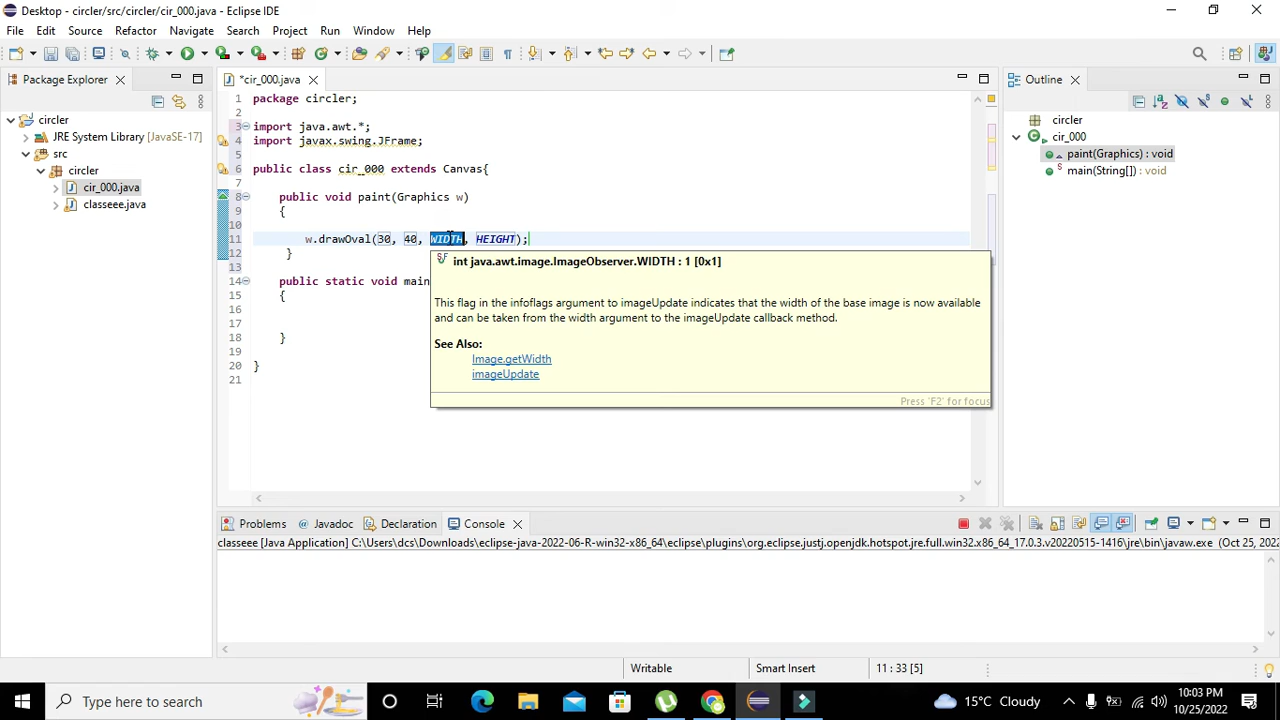 Desktop - circler/src/circler/cir_000.java - Eclipse IDE
File Edit Source Refactor Navigate Search Project Run Window Help
Package Explorer
circler
JRE System Library [JavaSE-17]
src
circler
cir_000.java
classeee.java
*cir_000.java
1 package circler;
2
3 import java.awt.*;
4 import javax.swing.JFrame;
5
6 public class cir_000 extends Canvas{
7
8 public void paint(Graphics w)
9 {
10
11 w.drawOval(30, 40, WIDTH, HEIGHT);
12 }
13
14 public static void main
15 {
16
17
18 }
19
20 }
21
int java.awt.image.ImageObserver.WIDTH : 1 [0x1]
This flag in the infoflags argument to imageUpdate indicates that the width of the base image is now available
and can be taken from the width argument to the imageUpdate callback method.
See Also:
Image.getWidth
imageUpdate
Press 'F2' for focus
Outline
circler
cir_000
paint(Graphics) : void
main(String[]) : void
Problems Javadoc Declaration Console
classeee [Java Application] C:\Users\dcs\Downloads\eclipse-java-2022-06-R-win32-x86_64\eclipse\plugins\org.eclipse.justj.openjdk.hotspot.jre.full.win32.x86_64_17.0.3.v20220515-1416\jre\bin\javaw.exe (Oct 25, 2022
Writable Smart Insert 11 : 33 [5]
Type here to search
15°C Cloudy
10:03 PM
10/25/2022